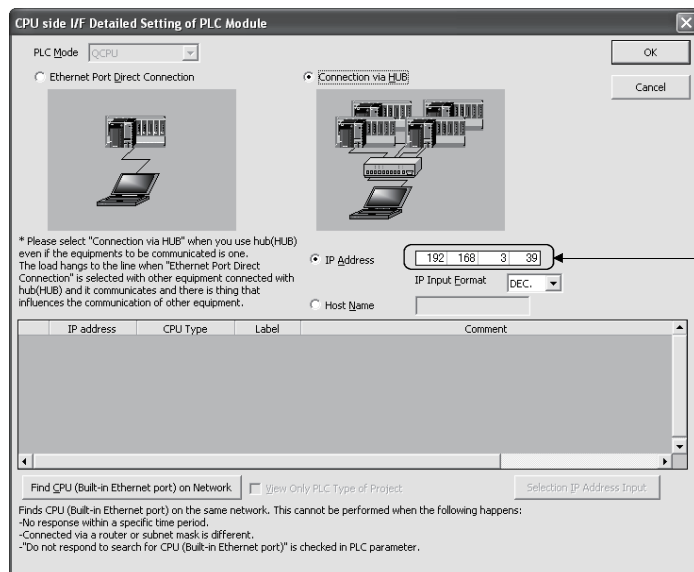 CPU side I/F Detailed Setting of PLC Module
PLC Mode QCPU
OK
Cancel
Ethernet Port Direct Connection
Connection via HUB
* Please select "Connection via HUB" when you use hub(HUB)
even if the equipments to be communicated is one.
The load hangs to the line when "Ethernet Port Direct
Connection" is selected with other equipment connected with
hub(HUB) and it communicates and there is thing that
influences the communication of other equipment.
IP Address 192 168 3 39
IP Input Format DEC.
Host Name
IP address CPU Type Label Comment
Find CPU (Built-in Ethernet port) on Network View Only PLC Type of Project Selection IP Address Input
Finds CPU (Built-in Ethernet port) on the same network. This cannot be performed when the following happens:
-No response within a specific time period.
-Connected via a router or subnet mask is different.
-"Do not respond to search for CPU (Built-in Ethernet port)" is checked in PLC parameter.